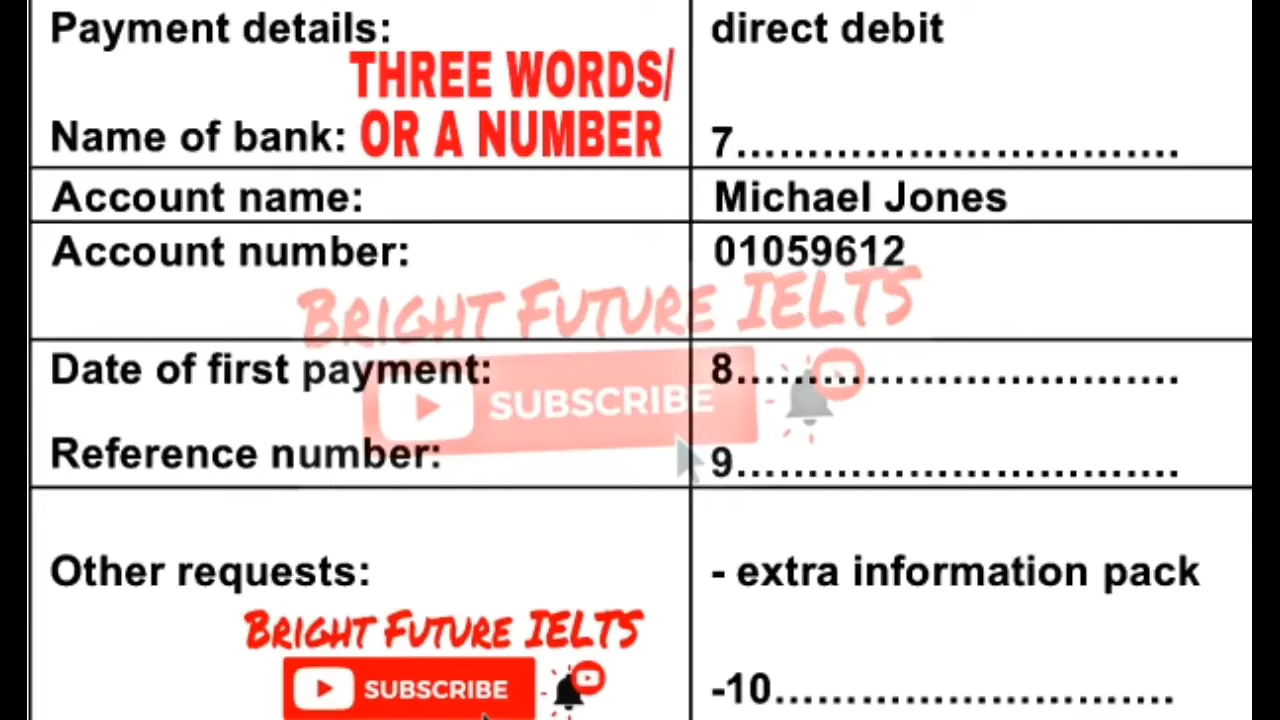 Payment details: direct debit
THREE WORDS/
Name of bank: OR A NUMBER 7...............................
Account name: Michael Jones
Account number: 01059612
BRIGHT FUTURE IELTS
Date of first payment: 8...............................
SUBSCRIBE
Reference number: 9...............................
Other requests: - extra information pack
BRIGHT FUTURE IELTS
SUBSCRIBE
-10............................